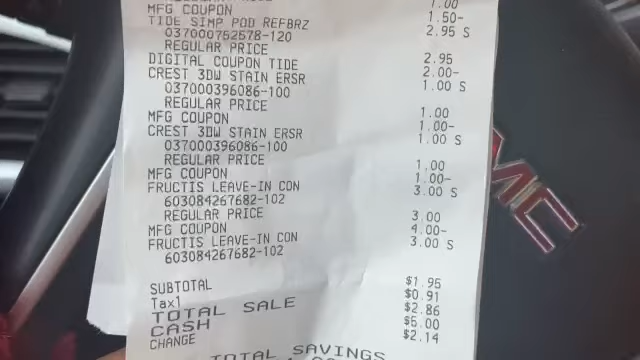 MFG COUPON 1.00
TIDE SIMP POD REFBRZ 1.50-
037000752578-120 2.95 S
REGULAR PRICE
DIGITAL COUPON TIDE 2.95
CREST 3DW STAIN ERSR 2.00-
037000396086-100 1.00 S
REGULAR PRICE
MFG COUPON 1.00
CREST 3DW STAIN ERSR 1.00-
037000396086-100 1.00 S
REGULAR PRICE
MFG COUPON 1.00
FRUCTIS LEAVE-IN CON 1.00-
603084267682-102 3.00 S
REGULAR PRICE
MFG COUPON 3.00
FRUCTIS LEAVE-IN CON 4.00-
603084267682-102 3.00 S
SUBTOTAL $1.95
Tax1 $0.91
TOTAL SALE $2.86
CASH $5.00
CHANGE $2.14
TOTAL SAVINGS
MC